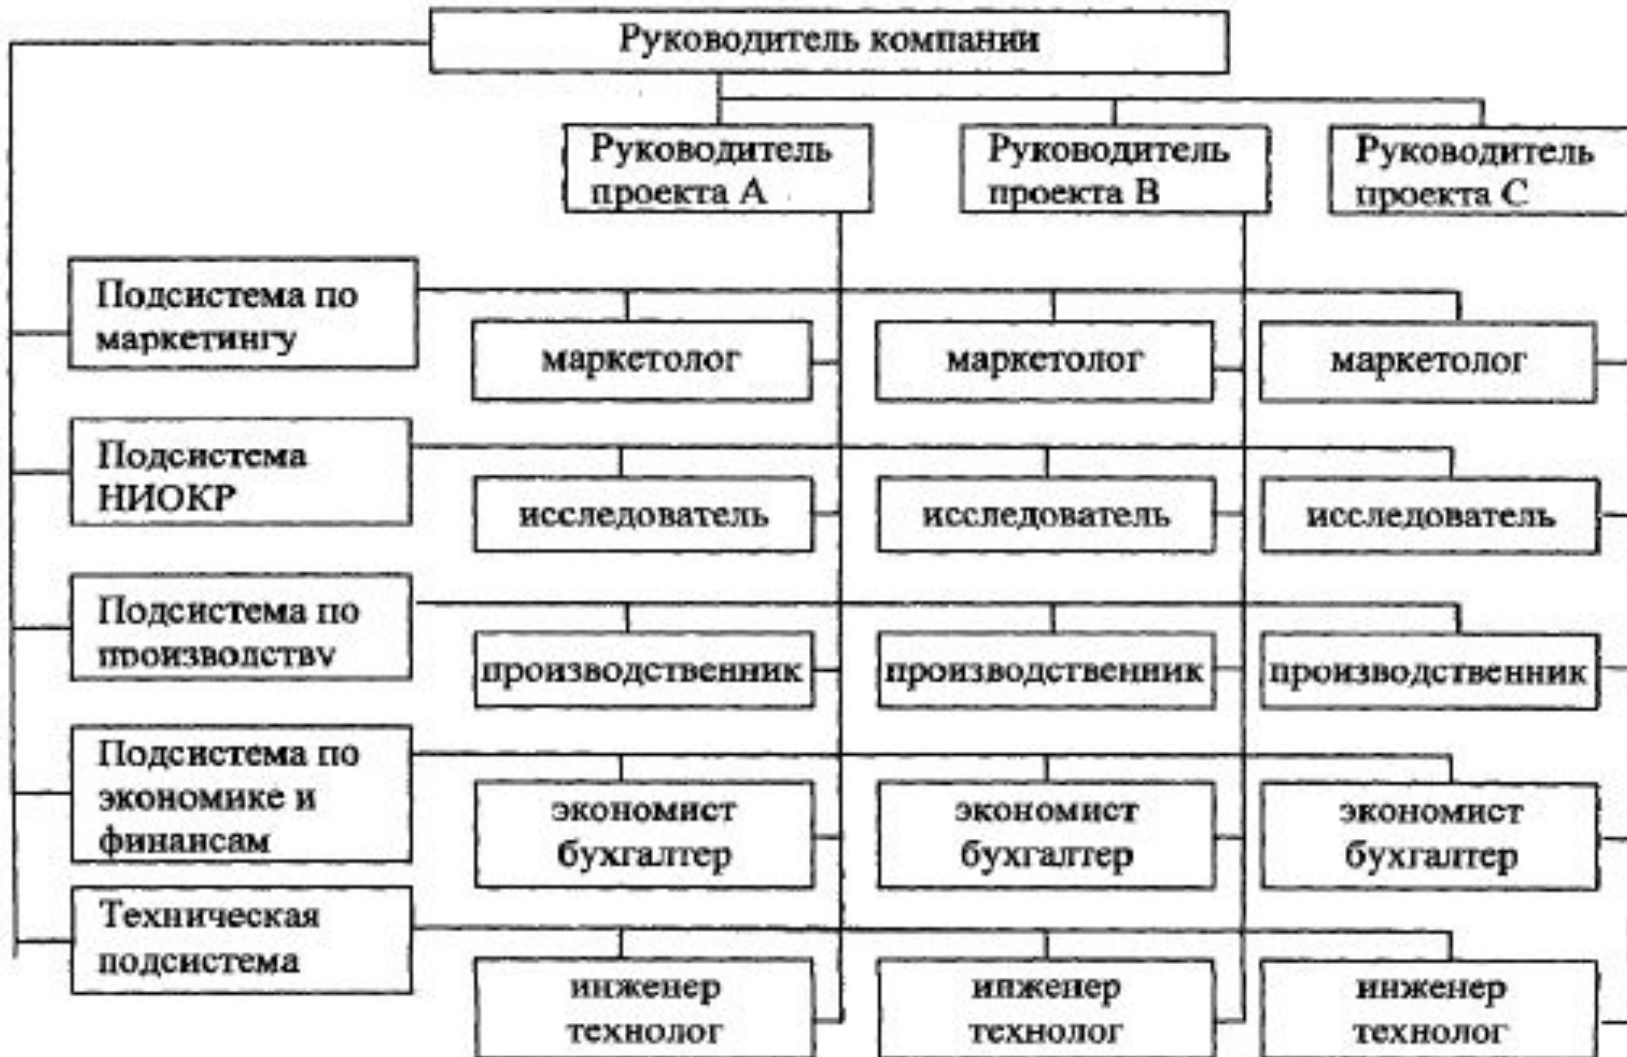 Руководитель компании
Руководитель
проекта А
Руководитель
проекта В
Руководитель
проекта С
Подсистема по
маркетингу
маркетолог
маркетолог
маркетолог
Подсистема
НИОКР
исследователь
исследователь
исследователь
Подсистема по
производству
производственник
производственник
производственник
Подсистема по
экономике и
финансам
экономист
бухгалтер
экономист
бухгалтер
экономист
бухгалтер
Техническая
подсистема
инженер
технолог
инженер
технолог
инженер
технолог